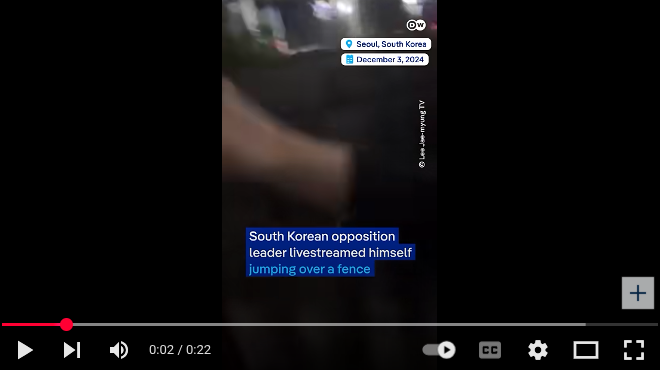 DW
Seoul, South Korea
December 3, 2024
© Lee Jae-myung TV
South Korean opposition
leader livestreamed himself
jumping over a fence
0:02 / 0:22
CC